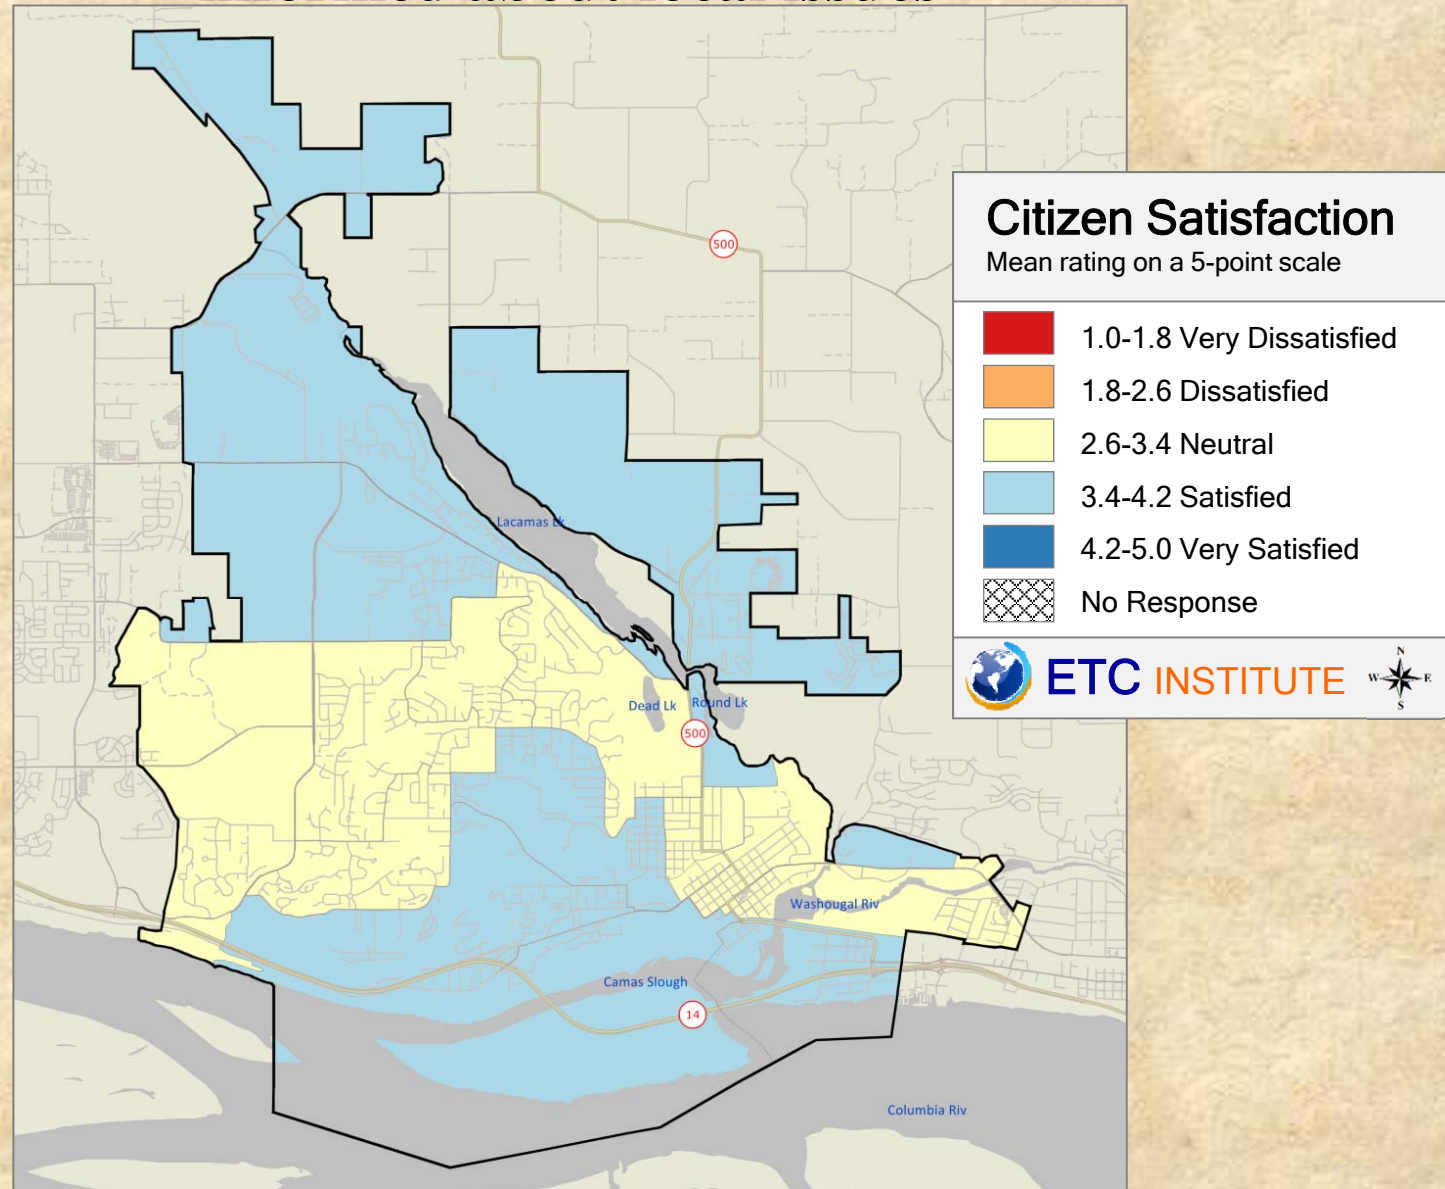 500
Citizen Satisfaction
Mean rating on a 5-point scale
1.0-1.8 Very Dissatisfied
1.8-2.6 Dissatisfied
2.6-3.4 Neutral
3.4-4.2 Satisfied
4.2-5.0 Very Satisfied
No Response
ETC INSTITUTE
N
W E
S
Lacamas Lk
Dead Lk Round Lk
500
Washougal Riv
Camas Slough
14
Columbia Riv